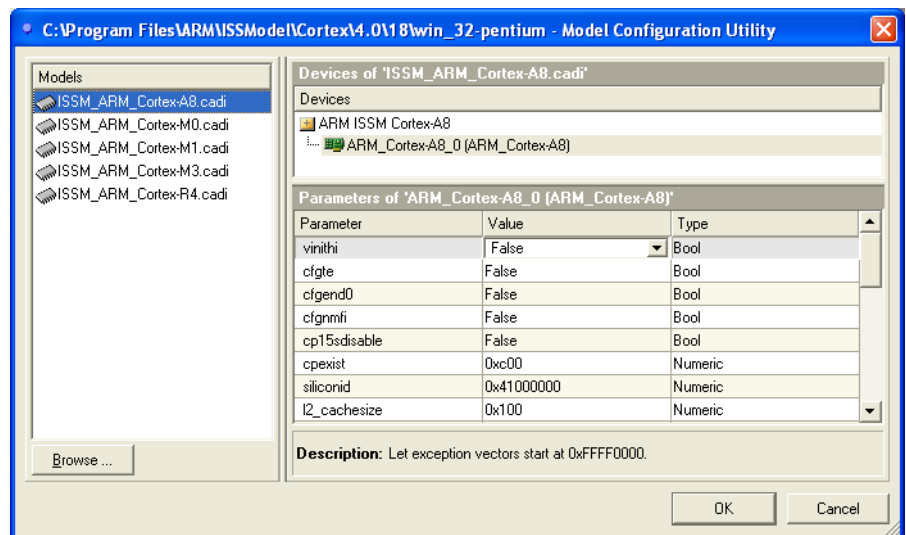 C:\Program Files\ARM\ISSModel\Cortex\4.0\18\win_32-pentium - Model Configuration Utility
Models
ISSM_ARM_Cortex-A8.cadi
ISSM_ARM_Cortex-M0.cadi
ISSM_ARM_Cortex-M1.cadi
ISSM_ARM_Cortex-M3.cadi
ISSM_ARM_Cortex-R4.cadi
Browse ...
Devices of 'ISSM_ARM_Cortex-A8.cadi'
Devices
ARM ISSM Cortex-A8
ARM_Cortex-A8_0 (ARM_Cortex-A8)
Parameters of 'ARM_Cortex-A8_0 (ARM_Cortex-A8)'
Parameter Value Type
vinithi False Bool
cfgte False Bool
cfgend0 False Bool
cfgnmfi False Bool
cp15sdisable False Bool
cpexist 0xc00 Numeric
siliconid 0x41000000 Numeric
l2_cachesize 0x100 Numeric
Description: Let exception vectors start at 0xFFFF0000.
OK Cancel